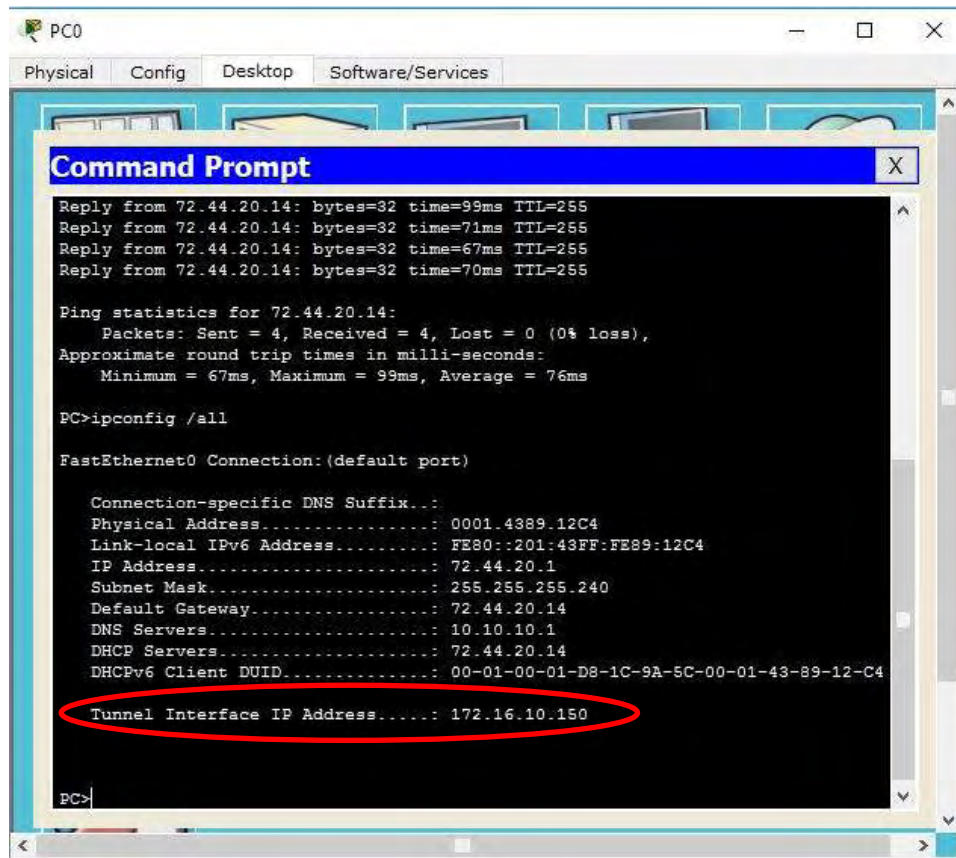 PC0
Physical Config Desktop Software/Services
Command Prompt X
Reply from 72.44.20.14: bytes=32 time=99ms TTL=255
Reply from 72.44.20.14: bytes=32 time=71ms TTL=255
Reply from 72.44.20.14: bytes=32 time=67ms TTL=255
Reply from 72.44.20.14: bytes=32 time=70ms TTL=255
Ping statistics for 72.44.20.14:
Packets: Sent = 4, Received = 4, Lost = 0 (0% loss),
Approximate round trip times in milli-seconds:
Minimum = 67ms, Maximum = 99ms, Average = 76ms
PC>ipconfig /all
FastEthernet0 Connection:(default port)
Connection-specific DNS Suffix..:
Physical Address................: 0001.4389.12C4
Link-local IPv6 Address.........: FE80::201:43FF:FE89:12C4
IP Address......................: 72.44.20.1
Subnet Mask.....................: 255.255.255.240
Default Gateway.................: 72.44.20.14
DNS Servers.....................: 10.10.10.1
DHCP Servers....................: 72.44.20.14
DHCPv6 Client DUID..............: 00-01-00-01-D8-1C-9A-5C-00-01-43-89-12-C4
Tunnel Interface IP Address.....: 172.16.10.150
PC>